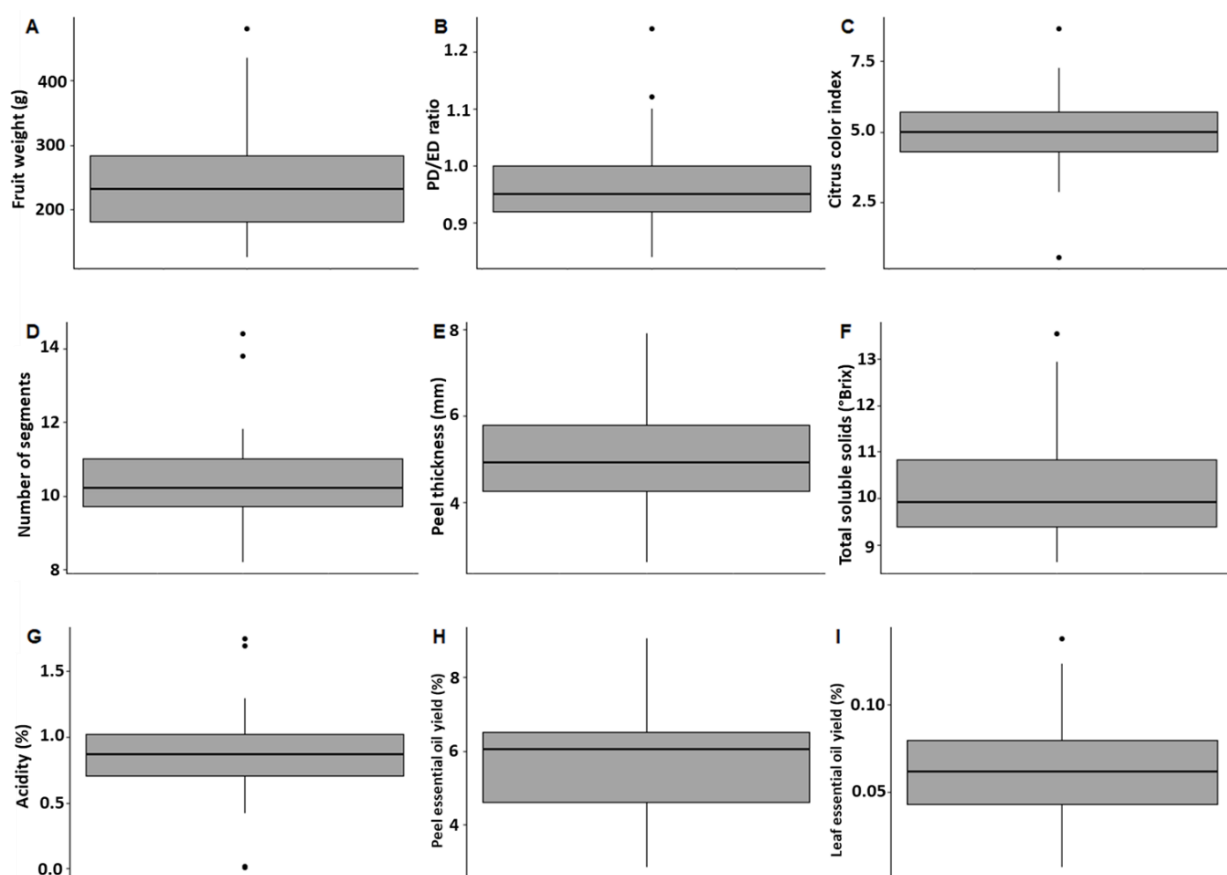 A
Fruit weight (g)
400
300
200
B
PD/ED ratio
1.2
1.1
1.0
0.9
C
Citrus color index
7.5
5.0
2.5
D
Number of segments
14
12
10
8
E
Peel thickness (mm)
8
6
4
F
Total soluble solids (°Brix)
13
12
11
10
9
G
Acidity (%)
1.5
1.0
0.5
0.0
H
Peel essential oil yield (%)
8
6
4
I
Leaf essential oil yield (%)
0.10
0.05